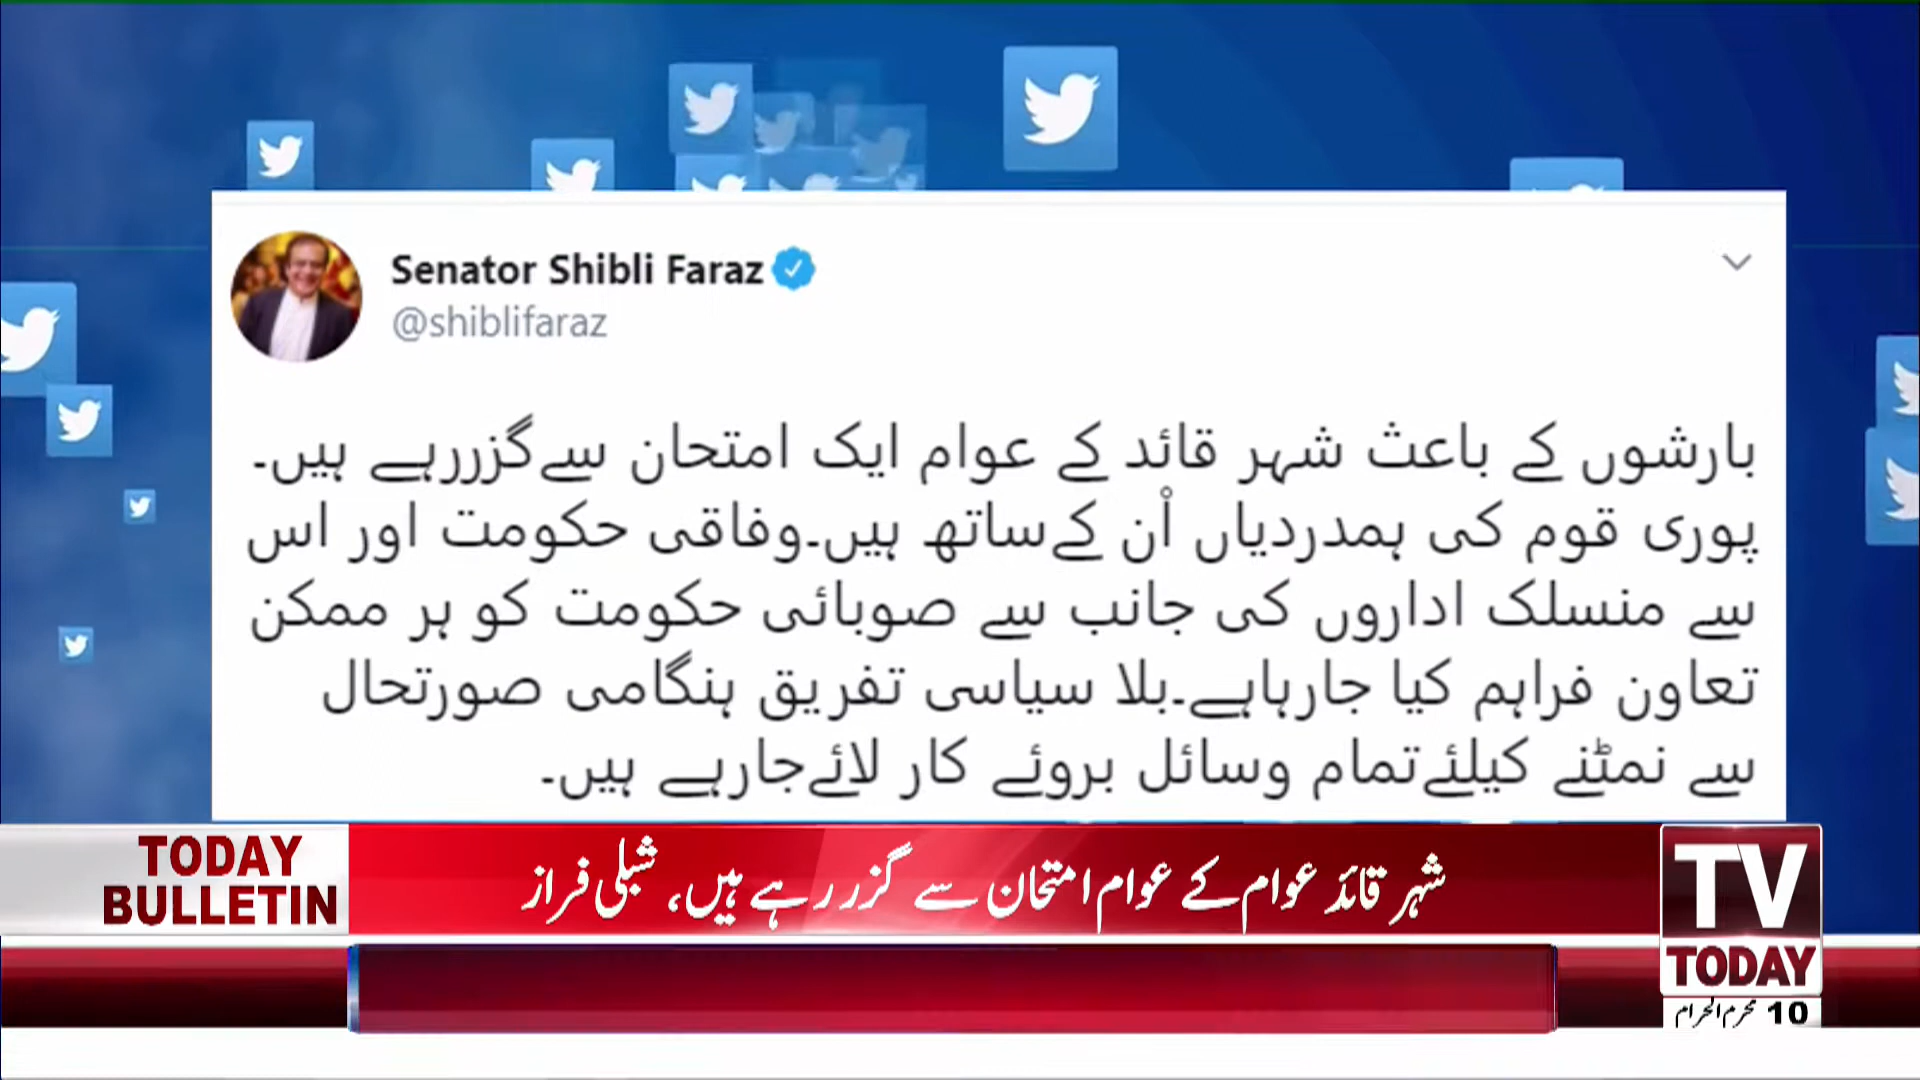 Senator Shibli Faraz
@shiblifaraz
بارشوں کے باعث شہر قائد کے عوام ایک امتحان سےگزررہے ہیں۔
پوری قوم کی ہمدردیاں اْن کےساتھ ہیں۔وفاقی حکومت اور اس
سے منسلک اداروں کی جانب سے صوبائی حکومت کو ہر ممکن
تعاون فراہم کیا جارہاہے۔بلا سیاسی تفریق ہنگامی صورتحال
سے نمٹنے کیلئےتمام وسائل بروئے کار لائےجارہے ہیں۔
TODAY
BULLETIN
شہر قائد عوام کے عوام امتحان سے گزر رہے ہیں، شبلی فراز
TV
TODAY
10 محرم الحرام